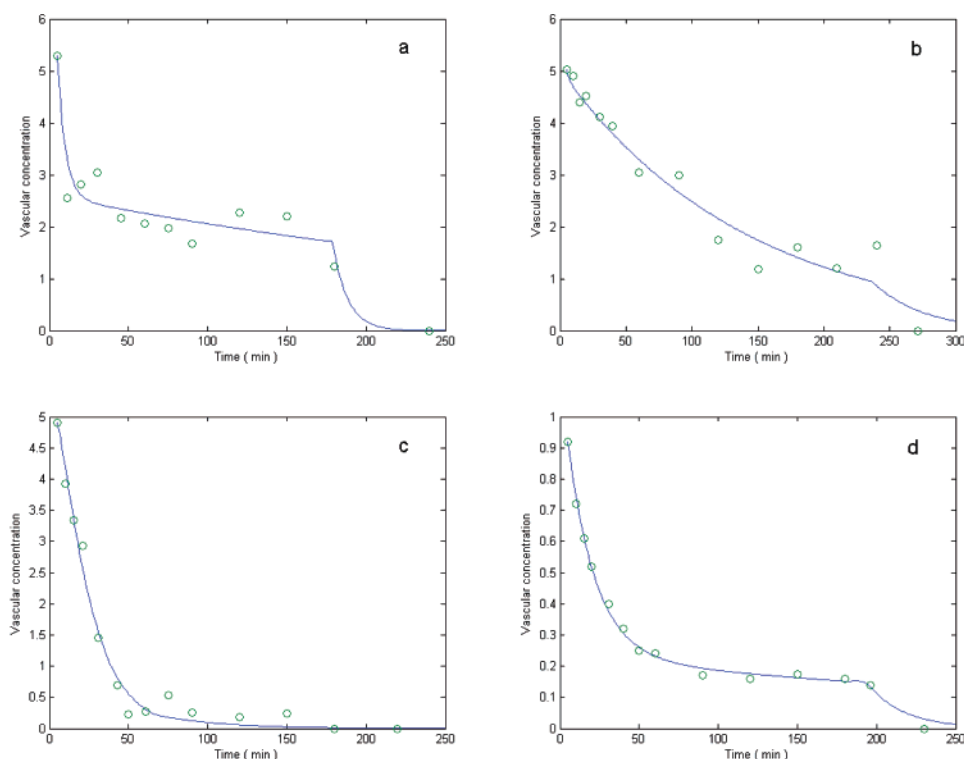 6
5
4
3
2
1
0
Vascular concentration
a
0 50 100 150 200 250
Time ( min )
6
5
4
3
2
1
0
Vascular concentration
b
0 50 100 150 200 250 300
Time ( min )
5
4.5
4
3.5
3
2.5
2
1.5
1
0.5
0
Vascular concentration
c
0 50 100 150 200 250
Time ( min )
1
0.9
0.8
0.7
0.6
0.5
0.4
0.3
0.2
0.1
0
Vascular concentration
d
0 50 100 150 200 250
Time ( min )